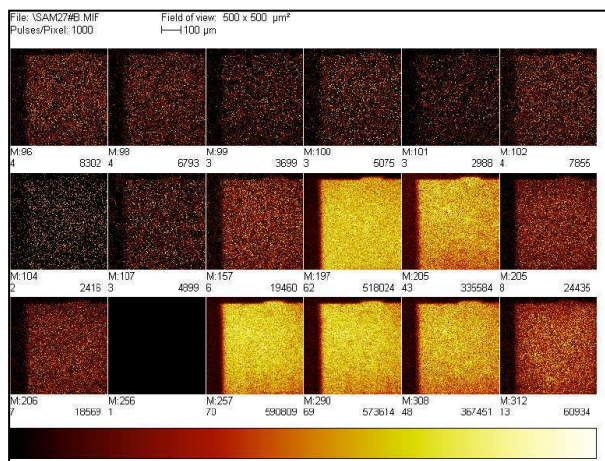 File: \SAM27#B.MIF Field of view: 500 x 500 µm²
Pulses/Pixel: 1000 100 µm
M:96 M:98 M:99 M:100 M:101 M:102
4 8302 4 6793 3 3699 3 5075 3 2988 4 7855
M:104 M:107 M:157 M:197 M:205 M:205
2 2416 3 4899 6 19460 62 518024 43 335584 8 24435
M:206 M:256 M:257 M:290 M:308 M:312
7 18569 1 70 590809 69 573614 48 367451 13 60934